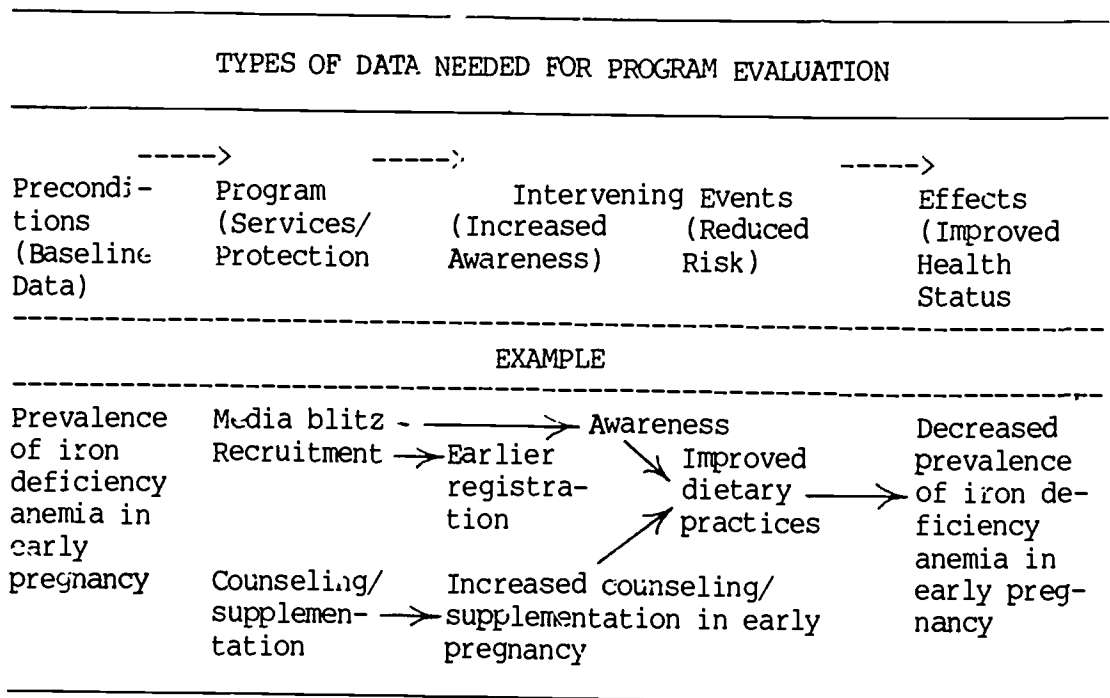 TYPES OF DATA NEEDED FOR PROGRAM EVALUATION
-----> -----> ----->
Precondi- Program Intervening Events Effects
tions (Services/ (Increased (Reduced (Improved
(Baseline Protection Awareness) Risk) Health
Data) Status
EXAMPLE
Prevalence Media blitz - Awareness Decreased
of iron Recruitment Earlier Improved prevalence
deficiency registra- dietary of iron de-
anemia in tion practices ficiency
early anemia in
pregnancy Counseling/ Increased counseling/ early preg-
supplemen- supplementation in early nancy
tation pregnancy